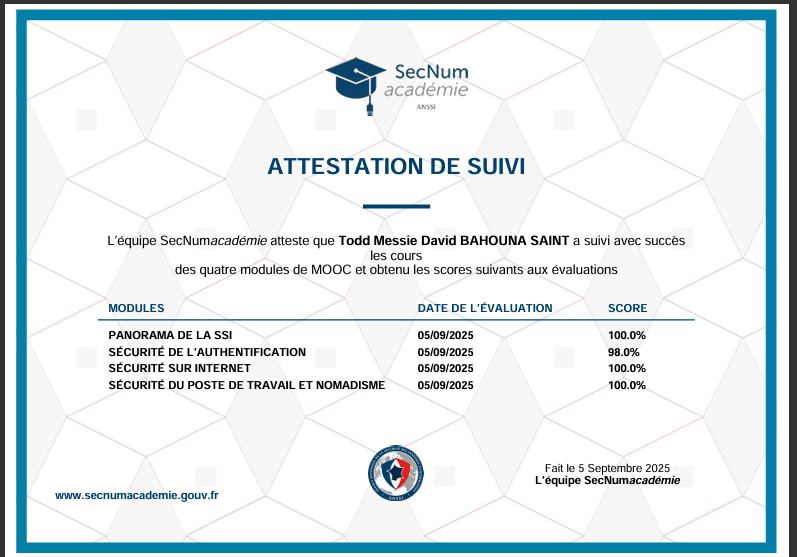 SecNum
académie
ANSSI
ATTESTATION DE SUIVI
L'équipe SecNumacadémie atteste que Todd Messie David BAHOUNA SAINT a suivi avec succès
les cours
des quatre modules de MOOC et obtenu les scores suivants aux évaluations
MODULES DATE DE L'ÉVALUATION SCORE
PANORAMA DE LA SSI 05/09/2025 100.0%
SÉCURITÉ DE L'AUTHENTIFICATION 05/09/2025 98.0%
SÉCURITÉ SUR INTERNET 05/09/2025 100.0%
SÉCURITÉ DU POSTE DE TRAVAIL ET NOMADISME 05/09/2025 100.0%
Fait le 5 Septembre 2025
L'équipe SecNumacadémie
www.secnumacademie.gouv.fr
ANSSI